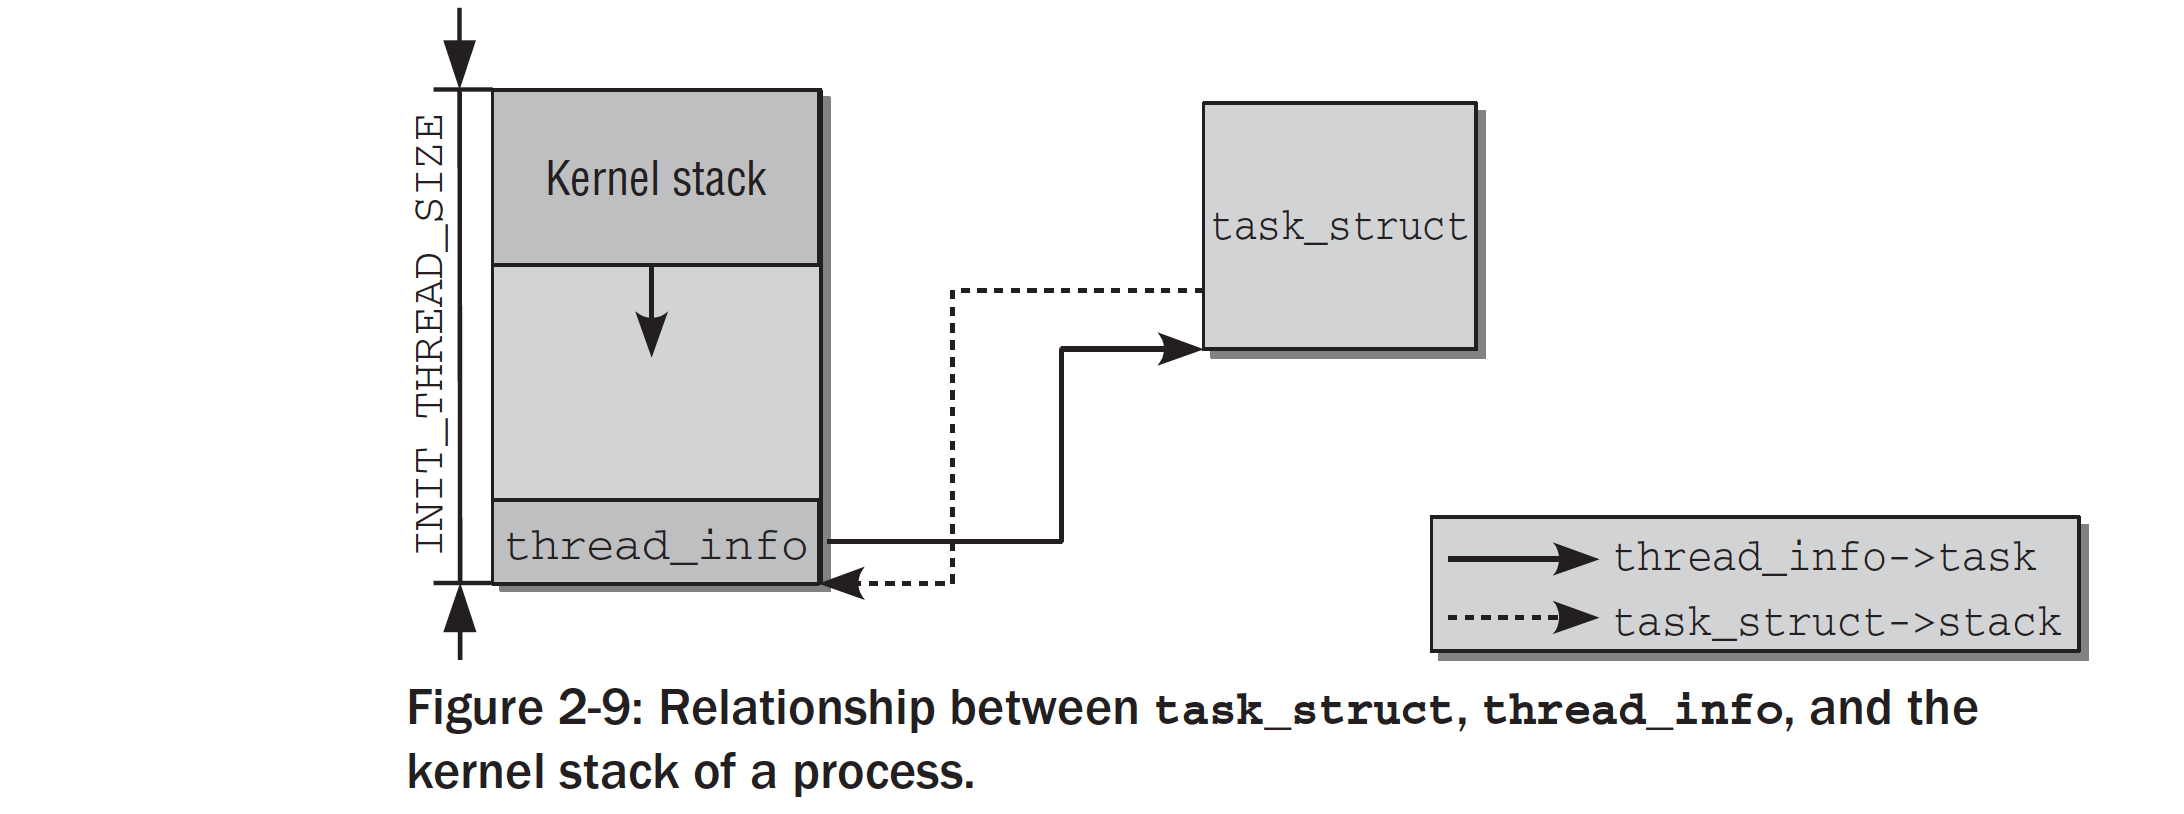 INIT_THREAD_SIZE
Kernel stack
task_struct
thread_info
thread_info->task
task_struct->stack
Figure 2-9: Relationship between task_struct, thread_info, and the
kernel stack of a process.